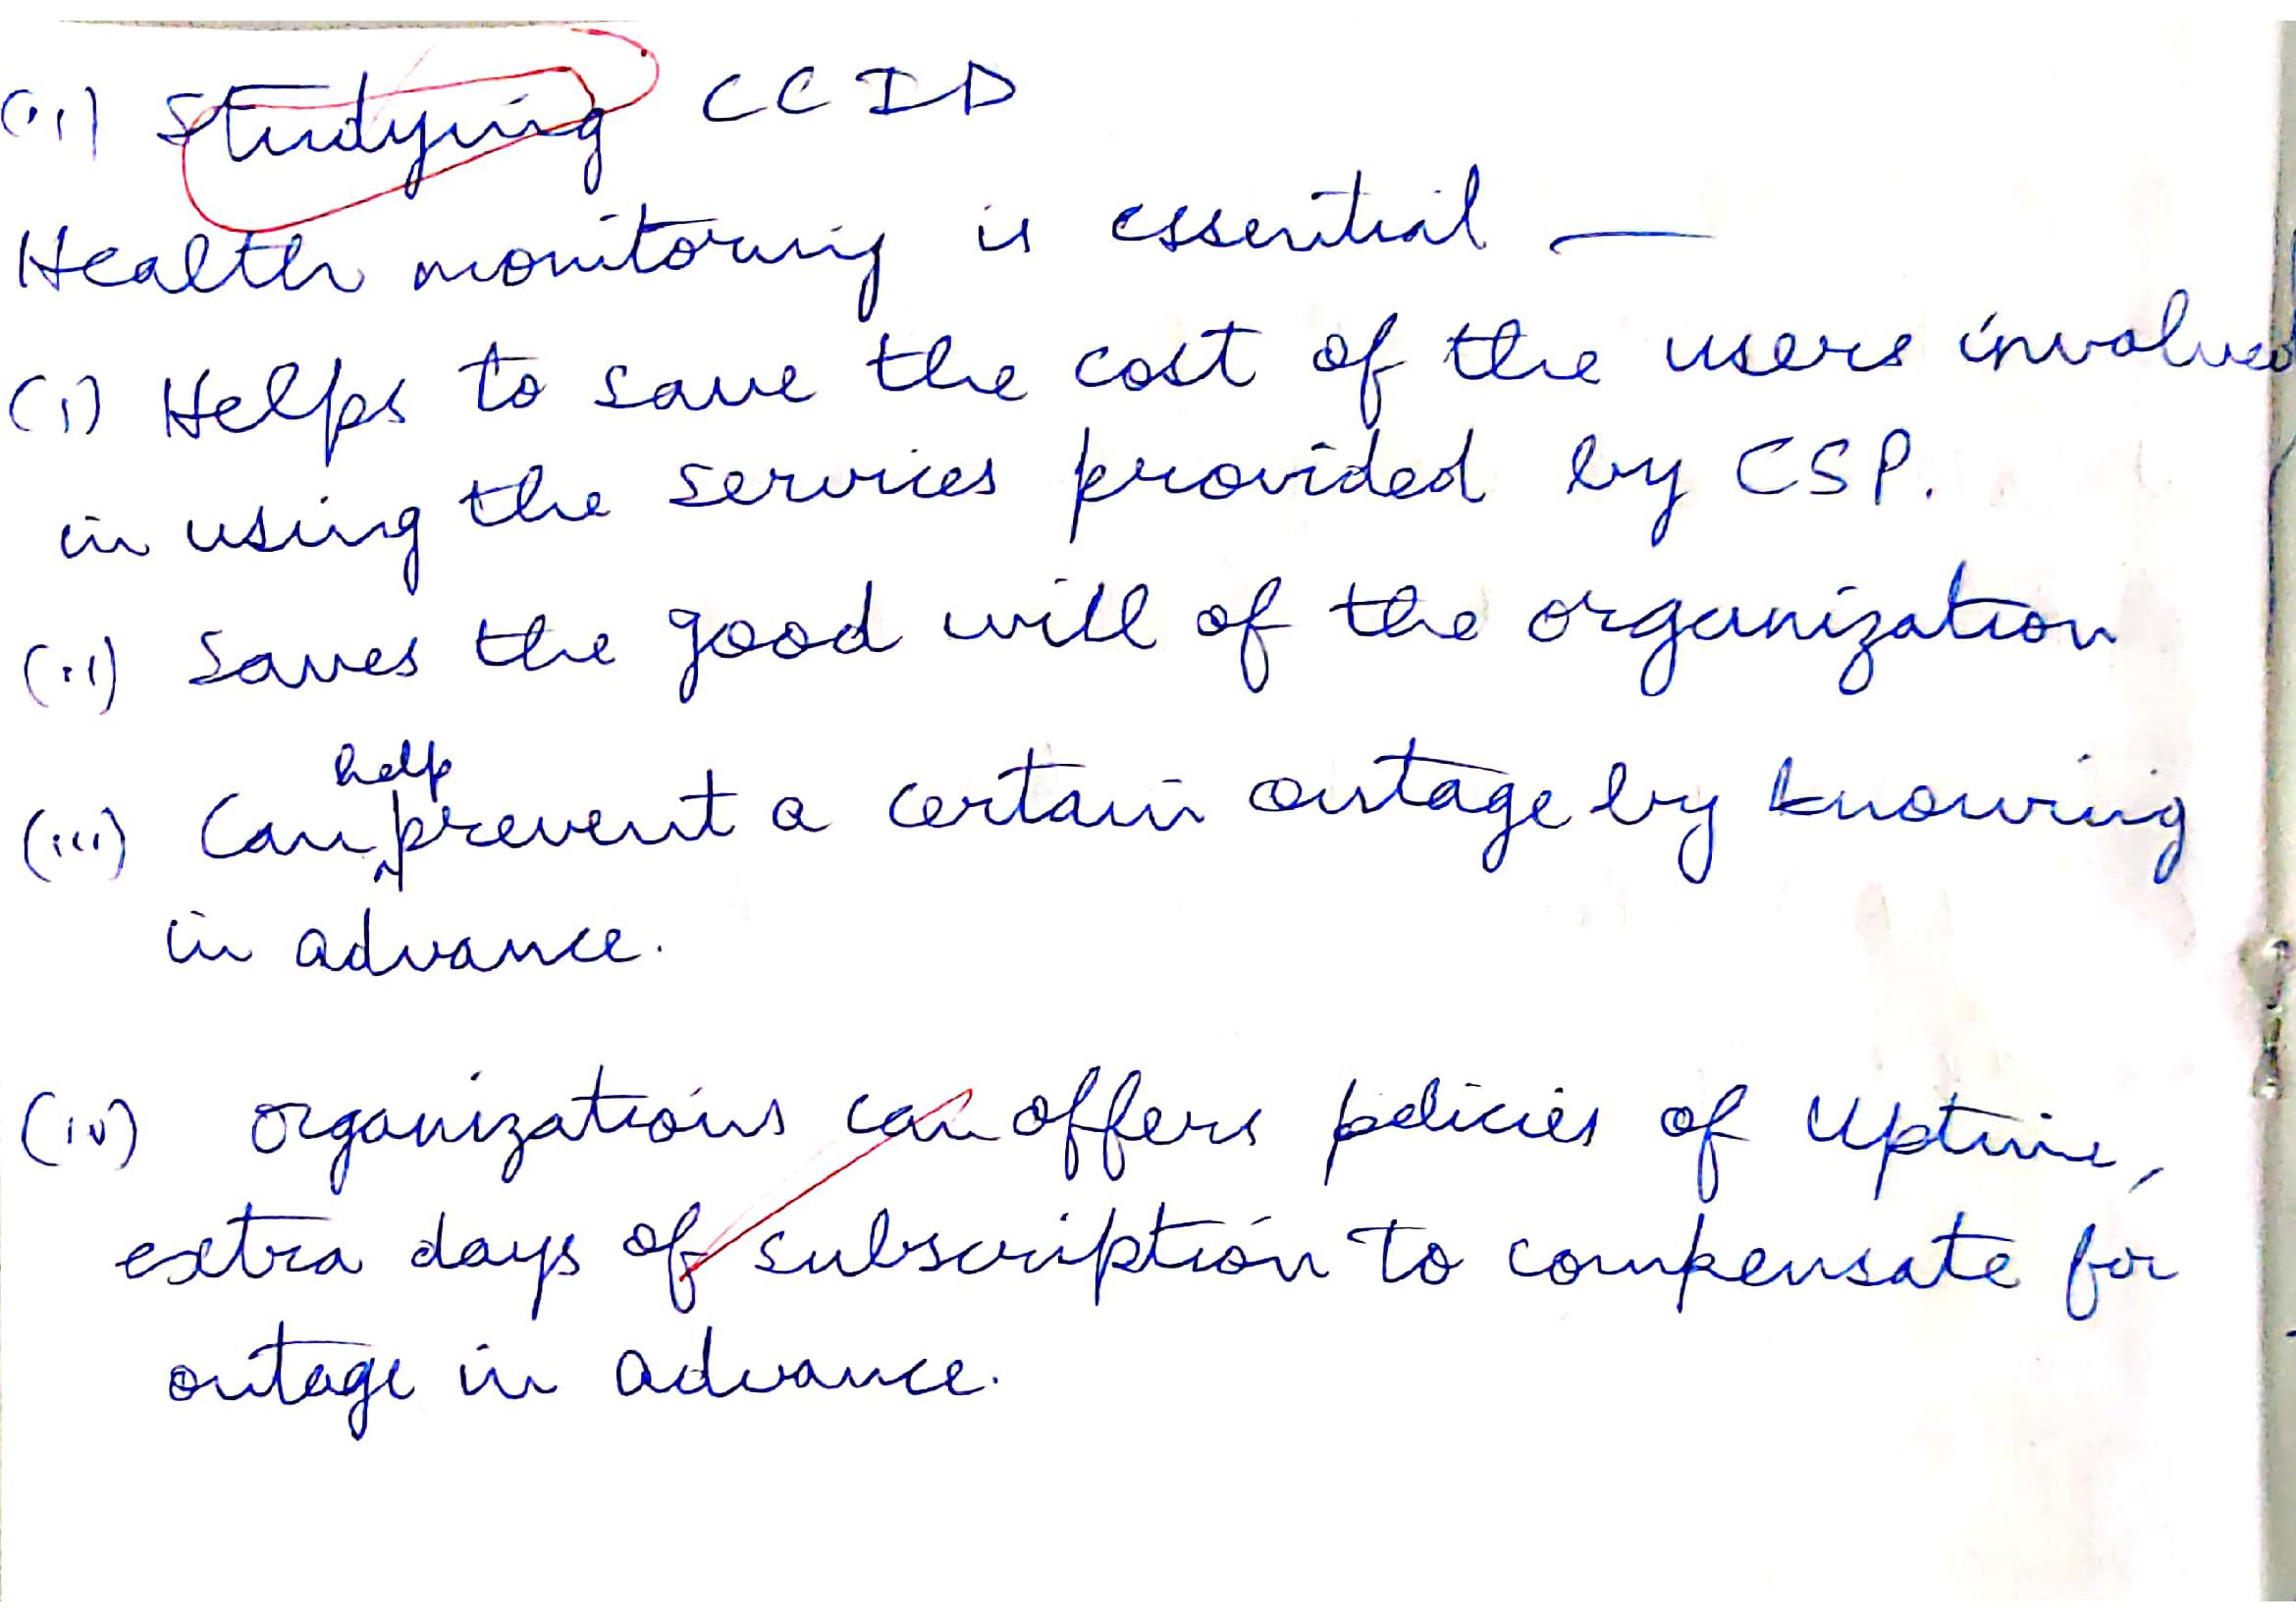 (ii) Studying CCID
Health monitoring is essential —
(i) Helps to save the cost of the users involved
in using the services provided by CSP.
(ii) Saves the good will of the organization
(iii) Can help prevent a certain outage by knowing
in advance.
(iv) Organizations can offers policies of Uptime,
extra days of subscription to compensate for
outage in advance.